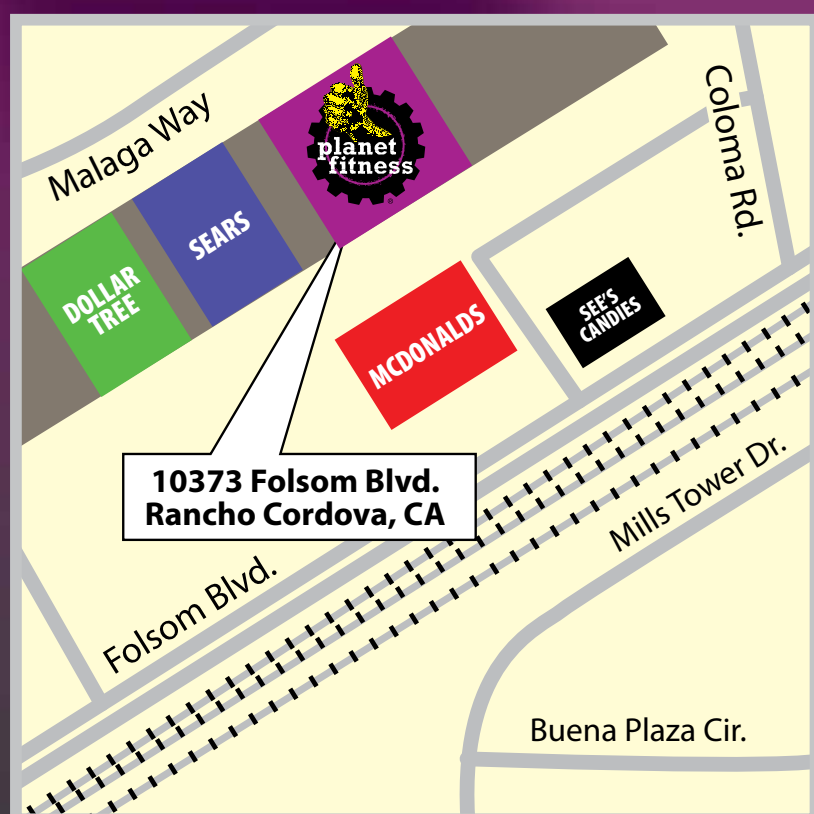 Malaga Way
Coloma Rd.
planet
fitness
®
SEARS
DOLLAR
TREE
SEE'S
CANDIES
MCDONALDS
10373 Folsom Blvd.
Rancho Cordova, CA
Mills Tower Dr.
Folsom Blvd.
Buena Plaza Cir.